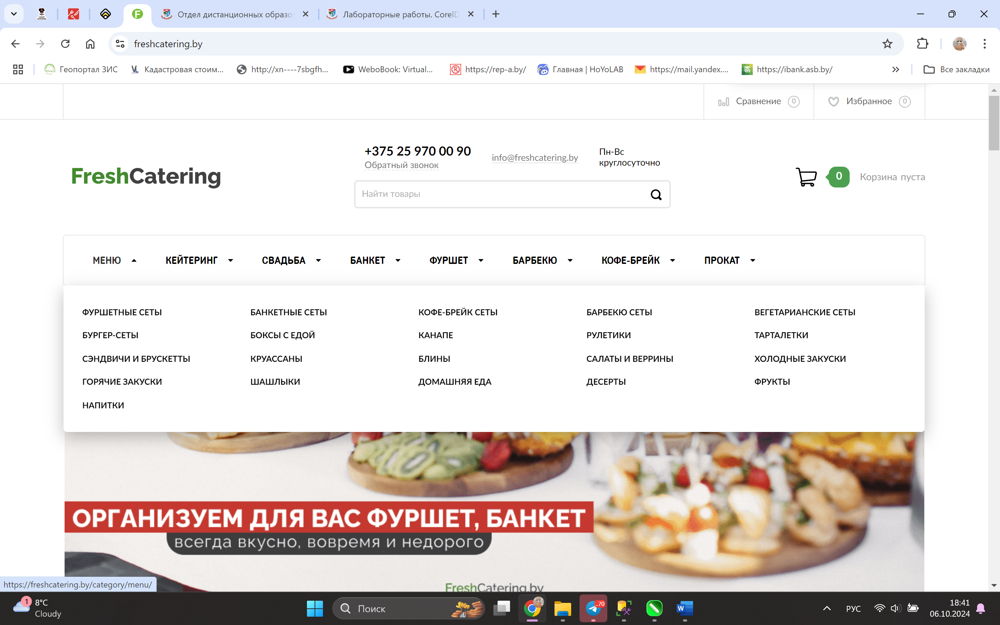 Отдел дистанционных образо
Лабораторные работы. CorelD
freshcatering.by
Геопортал ЗИС
Кадастровая стоим...
http://xn----7sbgfh...
WeboBook: Virtual...
https://rep-a.by/
Главная | HoYoLAB
https://mail.yandex....
https://ibank.asb.by/
Все закладки
Сравнение 0
Избранное 0
+375 25 970 00 90
Обратный звонок
info@freshcatering.by
Пн-Вс
круглосуточно
FreshCatering
Найти товары
0 Корзина пуста
МЕНЮ КЕЙТЕРИНГ СВАДЬБА БАНКЕТ ФУРШЕТ БАРБЕКЮ КОФЕ-БРЕЙК ПРОКАТ
ФУРШЕТНЫЕ СЕТЫ БАНКЕТНЫЕ СЕТЫ КОФЕ-БРЕЙК СЕТЫ БАРБЕКЮ СЕТЫ ВЕГЕТАРИАНСКИЕ СЕТЫ
БУРГЕР-СЕТЫ БОКСЫ С ЕДОЙ КАНАПЕ РУЛЕТИКИ ТАРТАЛЕТКИ
СЭНДВИЧИ И БРУСКЕТТЫ КРУАССАНЫ БЛИНЫ САЛАТЫ И ВЕРРИНЫ ХОЛОДНЫЕ ЗАКУСКИ
ГОРЯЧИЕ ЗАКУСКИ ШАШЛЫКИ ДОМАШНЯЯ ЕДА ДЕСЕРТЫ ФРУКТЫ
НАПИТКИ
ОРГАНИЗУЕМ ДЛЯ ВАС ФУРШЕТ, БАНКЕТ
всегда вкусно, вовремя и недорого
FreshCatering.by
https://freshcatering.by/category/menu/
1
8°C
Cloudy
Поиск
..70
РУС
18:41
06.10.2024